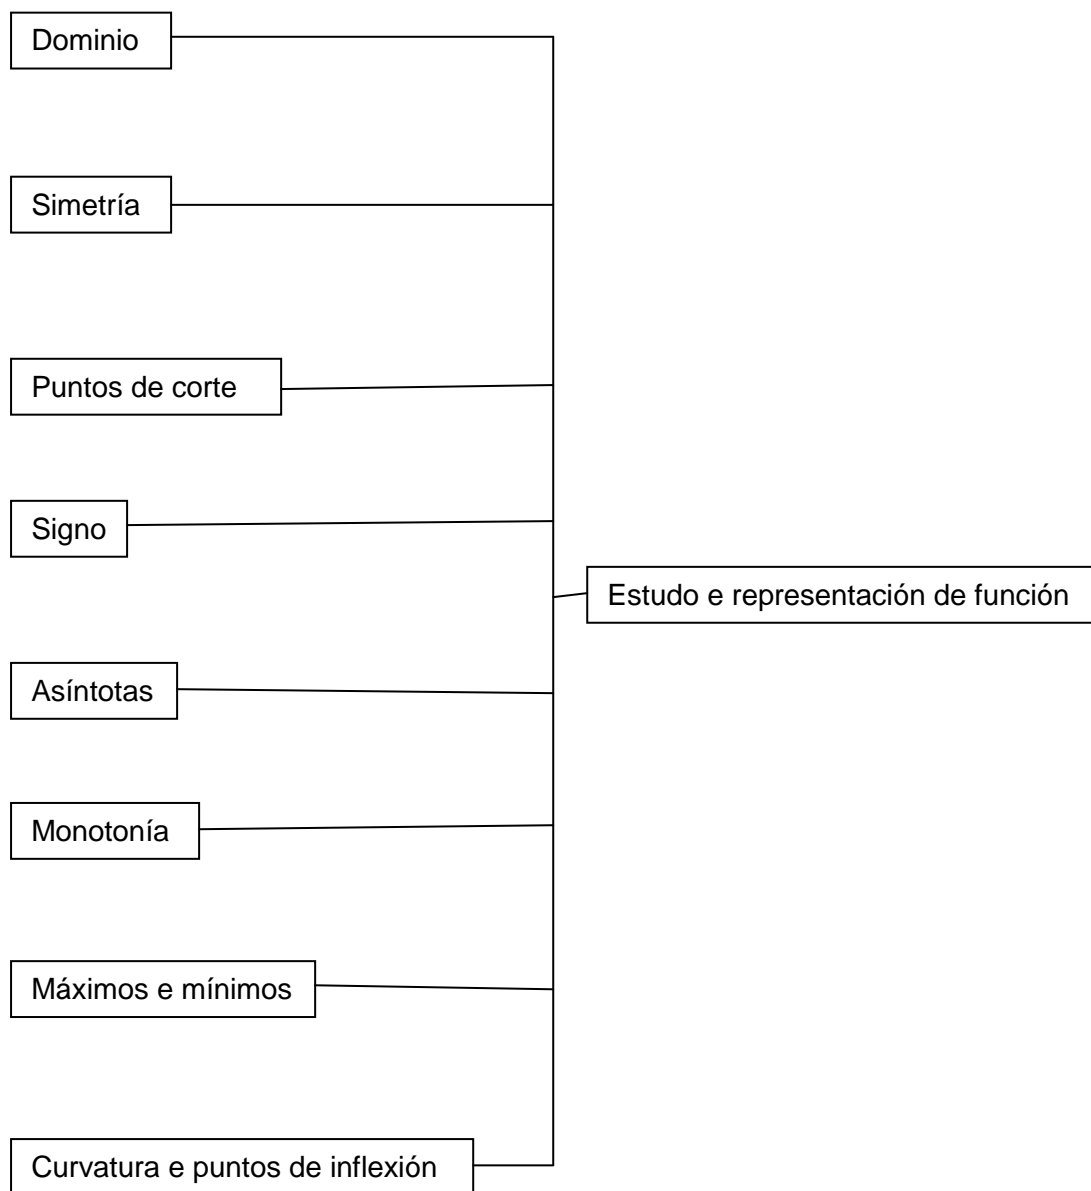 Dominio
Simetría
Puntos de corte
Signo
Estudo e representación de función
Asíntotas
Monotonía
Máximos e mínimos
Curvatura e puntos de inflexión